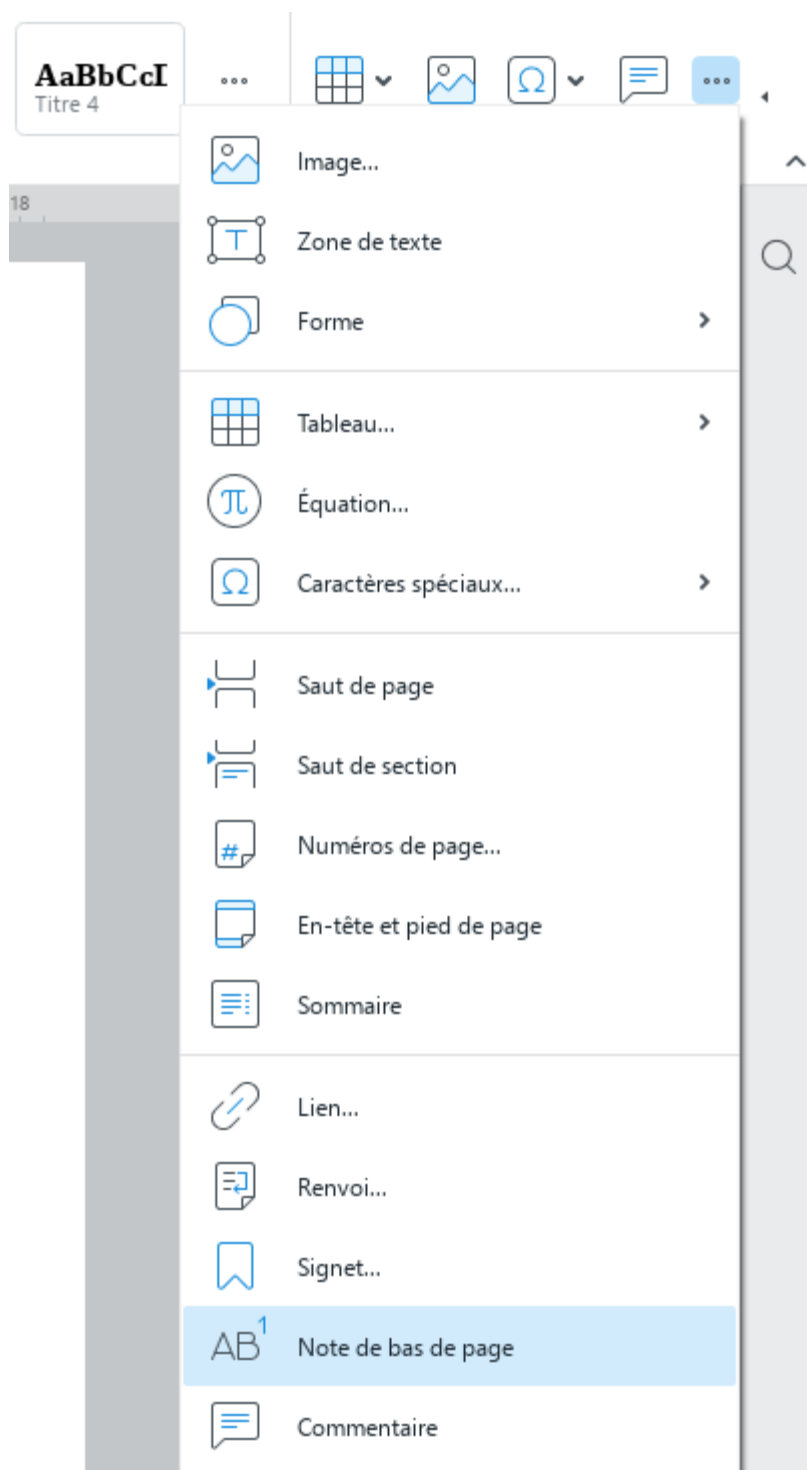 AaBbCcI
Titre 4
Image...
18
Zone de texte
Forme
Tableau...
Équation...
Caractères spéciaux...
Saut de page
Saut de section
Numéros de page...
En-tête et pied de page
Sommaire
Lien...
Renvoi...
Signet...
AB1 Note de bas de page
Commentaire